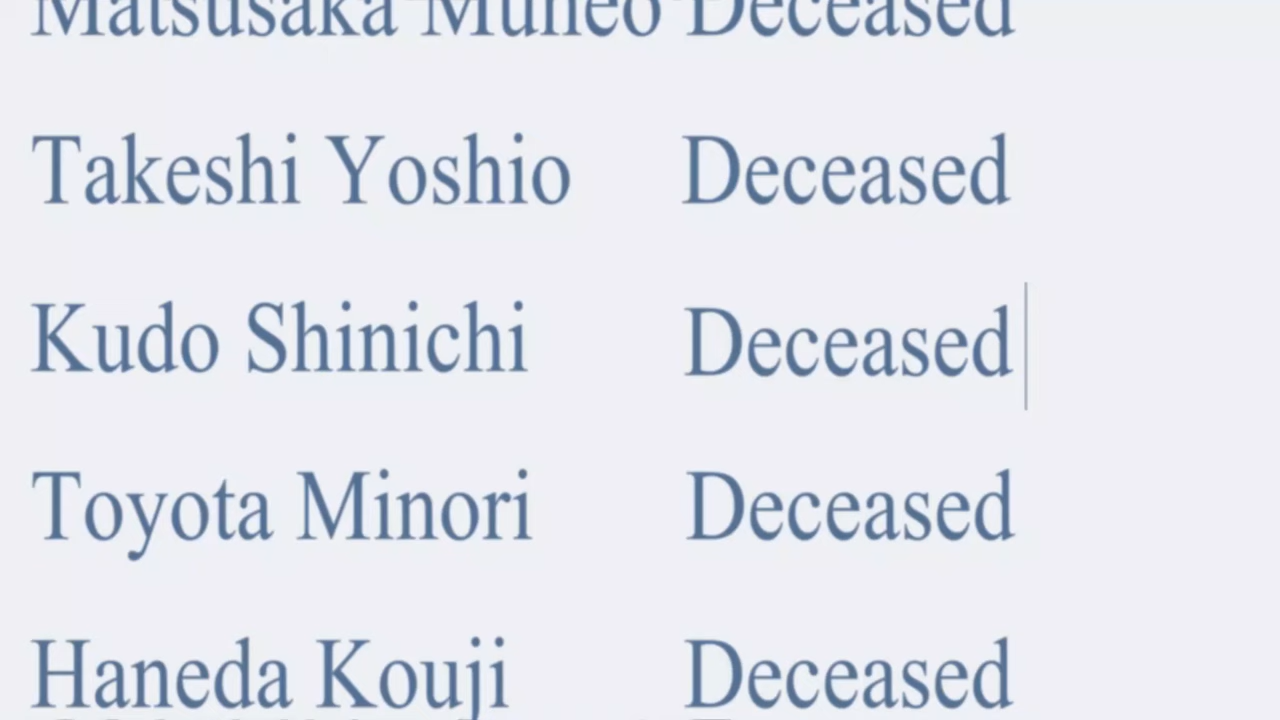 Matsusaka Muneo Deceased
Takeshi Yoshio Deceased
Kudo Shinichi Deceased
Toyota Minori Deceased
Haneda Kouji Deceased